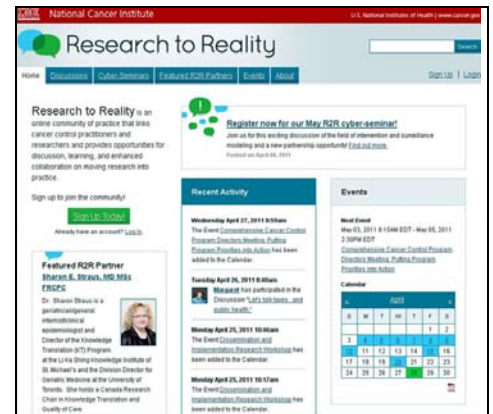 National Cancer Institute
U.S. National Institutes of Health | www.cancer.gov
Research to Reality
Search
Home
Discussions
Cyber-Seminars
Featured R2R Partners
Events
About
Sign Up | Login
Research to Reality is an
online community of practice that links
cancer control practitioners and
researchers and provides opportunities for
discussion, learning, and enhanced
collaboration on moving research into
practice.
Sign up to join the community!
Sign Up Today!
Already have an account? Log in.
Featured R2R Partner
Sharon E. Straus, MD MSc
FRCPC
Dr. Sharon Straus is a
geriatrician/general
internist/clinical
epidemiologist and
Director of the Knowledge
Translation (KT) Program
at the Li Ka Shing Knowledge Institute of
St. Michael's and the Division Director for
Geriatric Medicine at the University of
Toronto. She holds a Canada Research
Chair in Knowledge Translation and
Quality of Care.
Register now for our May R2R cyber-seminar!
Join us for this exciting discussion of the field of intervention and surveillance
modeling and a new partnership opportunity! Find out more.
Posted on April 06, 2011
Recent Activity
Wednesday April 27, 2011 8:59am
The Event Comprehensive Cancer Control
Program Directors Meeting, Putting
Priorities into Action has been
added to the Calendar.
Tuesday April 26, 2011 8:40am
Margaret has participated in the
Discussion "Let's talk taxes...and
public health."
Monday April 25, 2011 10:44am
The Event Dissemination and
Implementation Research Workshop has
been added to the Calendar.
Monday April 25, 2011 10:17am
The Event Comprehensive Cancer
Control Program Directors Meeting has
been added to the Calendar.
Events
Next Event
May 03, 2011 8:15AM EDT - May 05, 2011
2:30PM EDT
Comprehensive Cancer Control Program
Directors Meeting, Putting
Priorities into Action
Calendar
« April »
S M T W T F S
1 2
3 4 5 6 7 8 9
10 11 12 13 14 15 16
17 18 19 20 21 22 23
24 25 26 27 28 29 30